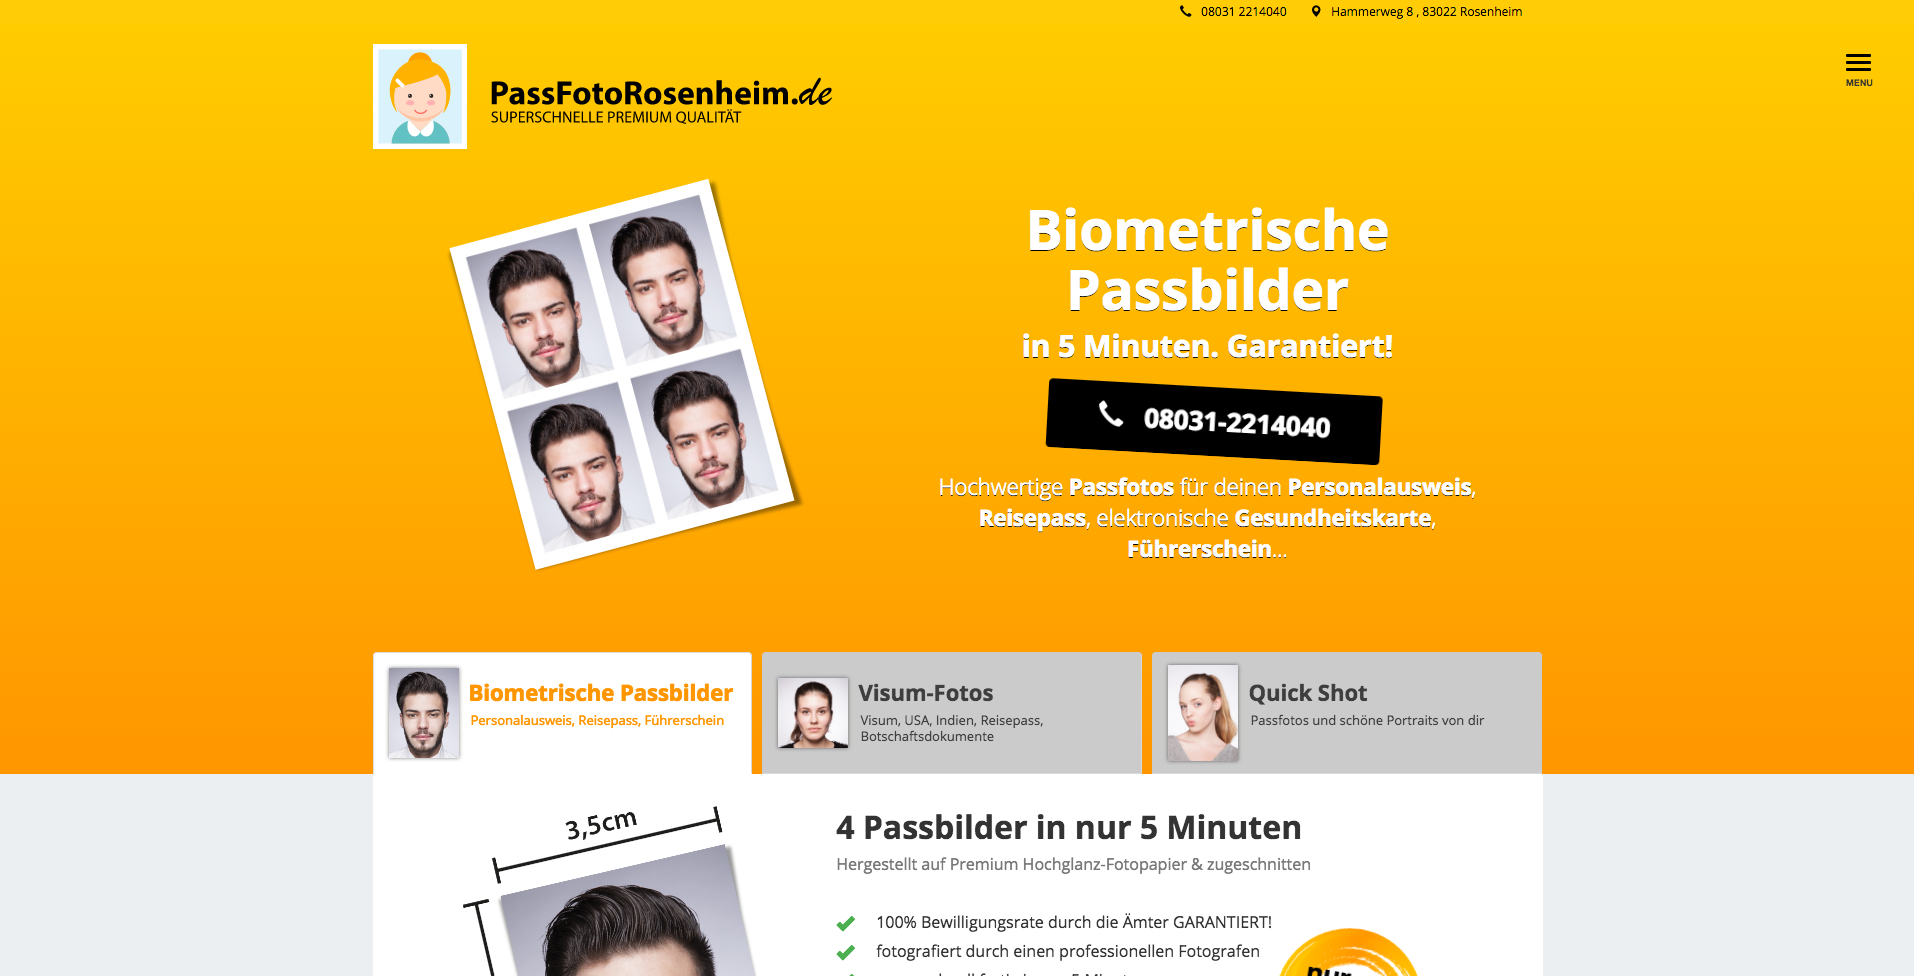 08031 2214040
Hammerweg 8 , 83022 Rosenheim
MENU
PassFotoRosenheim.de
SUPERSCHNELLE PREMIUM QUALITÄT
Biometrische
Passbilder
in 5 Minuten. Garantiert!
08031-2214040
Hochwertige Passfotos für deinen Personalausweis,
Reisepass, elektronische Gesundheitskarte,
Führerschein...
Biometrische Passbilder
Personalausweis, Reisepass, Führerschein
Visum-Fotos
Visum, USA, Indien, Reisepass,
Botschaftsdokumente
Quick Shot
Passfotos und schöne Portraits von dir
3,5cm
4 Passbilder in nur 5 Minuten
Hergestellt auf Premium Hochglanz-Fotopapier & zugeschnitten
100% Bewilligungsrate durch die Ämter GARANTIERT!
fotografiert durch einen professionellen Fotografen
nur